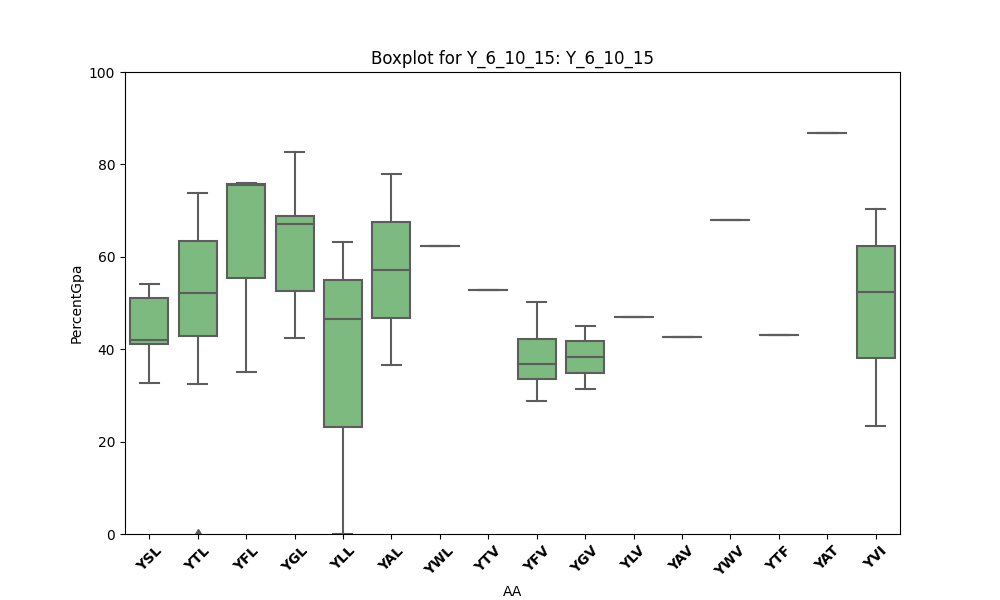 Boxplot for Y_6_10_15: Y_6_10_15
100
80
60
40
20
0
PercentGpa
YSL YTL YFL YGL YLL YAL YWL YTV YFV YGV YLV YAV YWV YTF YAT YVI
AA